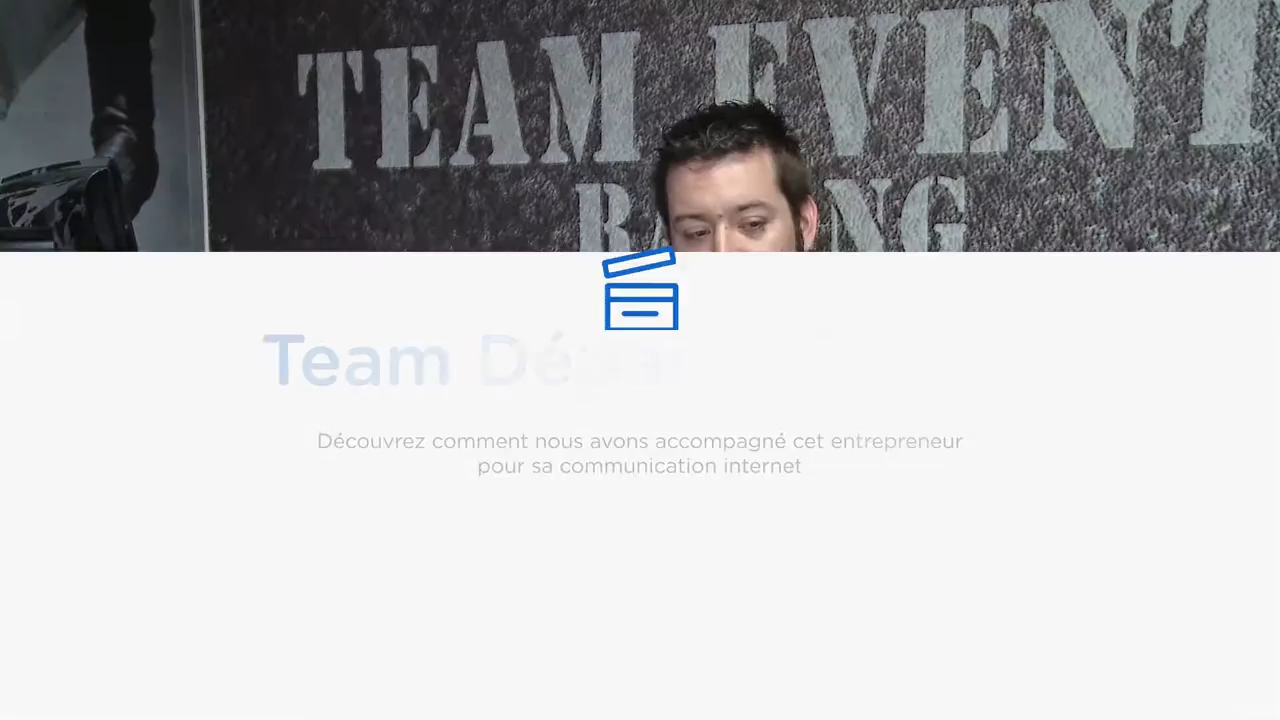 TEAM EVENT
Team
Découvrez comment nous avons accompagné cet entrepreneur
pour sa communication internet